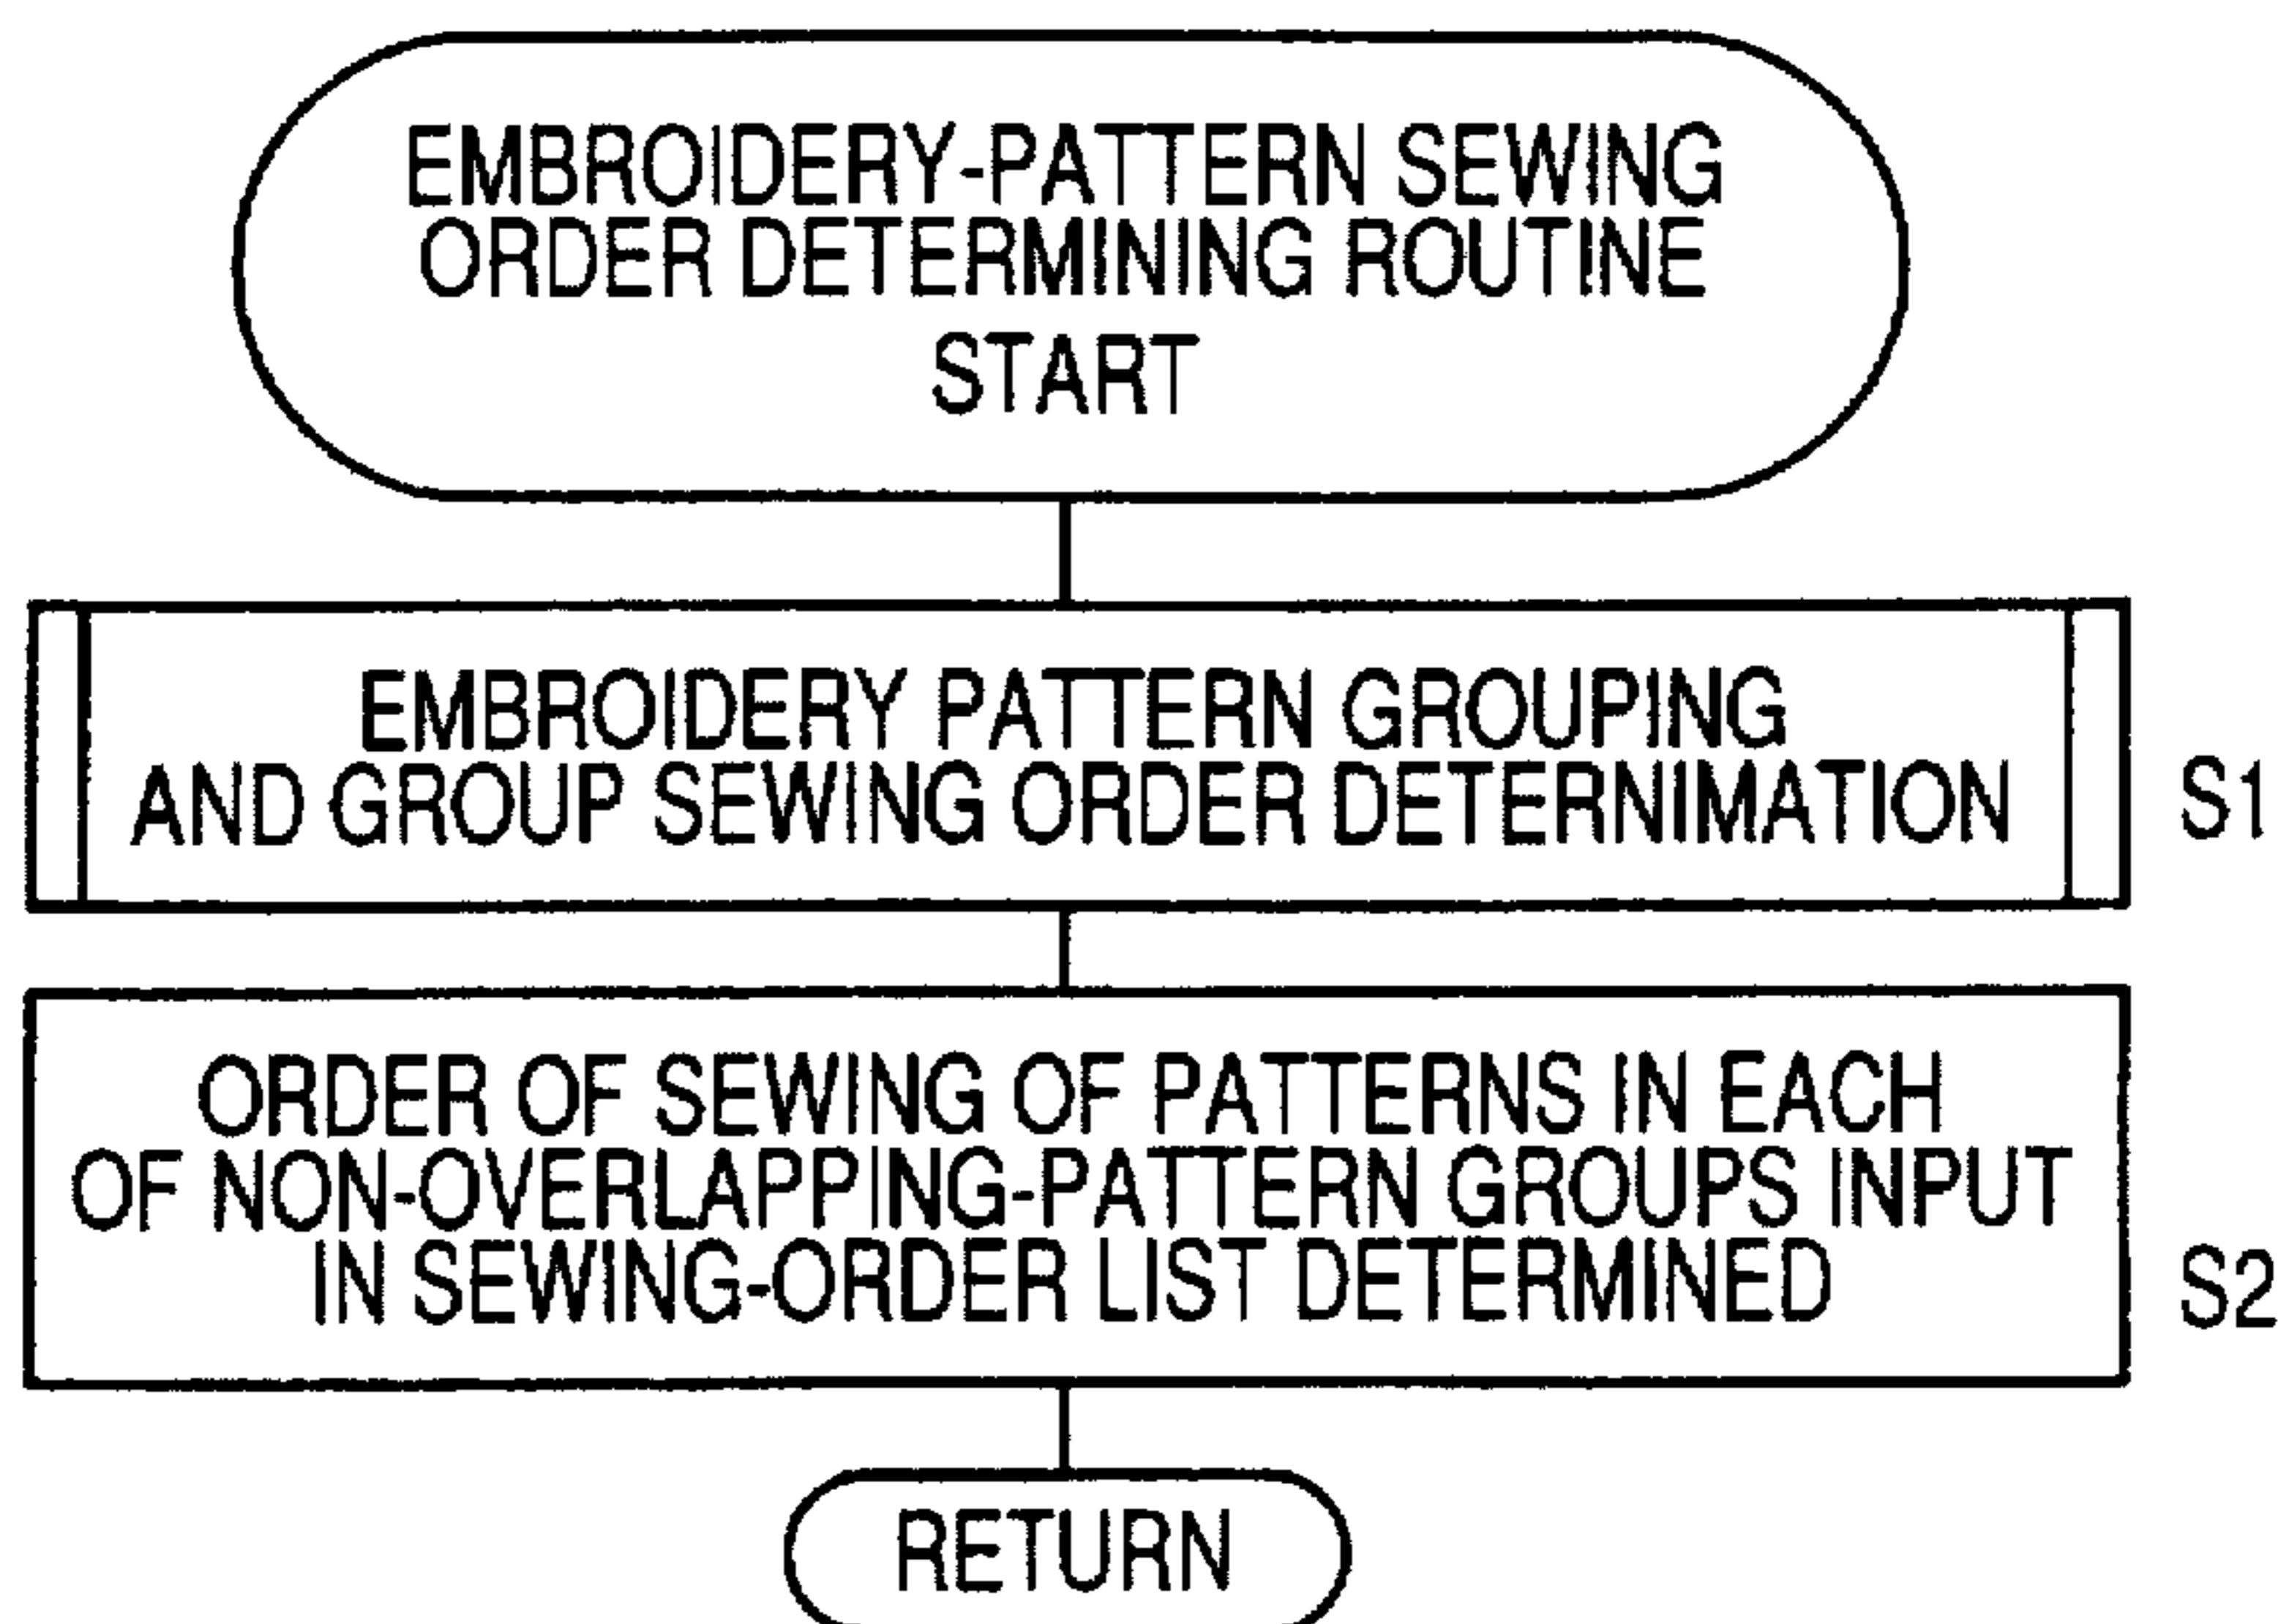 EMBROIDERY-PATTERN SEWING
ORDER DETERMINING ROUTINE
START
EMBROIDERY PATTERN GROUPING
AND GROUP SEWING ORDER DETERNIMATION
S1
ORDER OF SEWING OF PATTERNS IN EACH
OF NON-OVERLAPPING-PATTERN GROUPS INPUT
IN SEWING-ORDER LIST DETERMINED
S2
RETURN